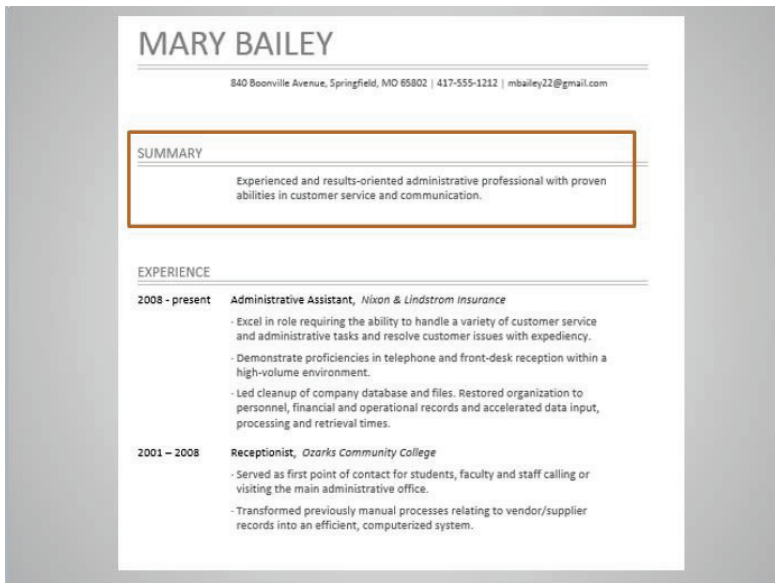 MARY BAILEY
840 Boonville Avenue, Springfield, MO 65802 | 417-555-1212 | mbailey22@gmail.com
SUMMARY
Experienced and results-oriented administrative professional with proven
abilities in customer service and communication.
EXPERIENCE
2008 - present Administrative Assistant, Nixon & Lindstrom Insurance
- Excel in role requiring the ability to handle a variety of customer service
and administrative tasks and resolve customer issues with expediency.
- Demonstrate proficiencies in telephone and front-desk reception within a
high-volume environment.
- Led cleanup of company database and files. Restored organization to
personnel, financial and operational records and accelerated data input,
processing and retrieval times.
2001 – 2008 Receptionist, Ozarks Community College
- Served as first point of contact for students, faculty and staff calling or
visiting the main administrative office.
- Transformed previously manual processes relating to vendor/supplier
records into an efficient, computerized system.